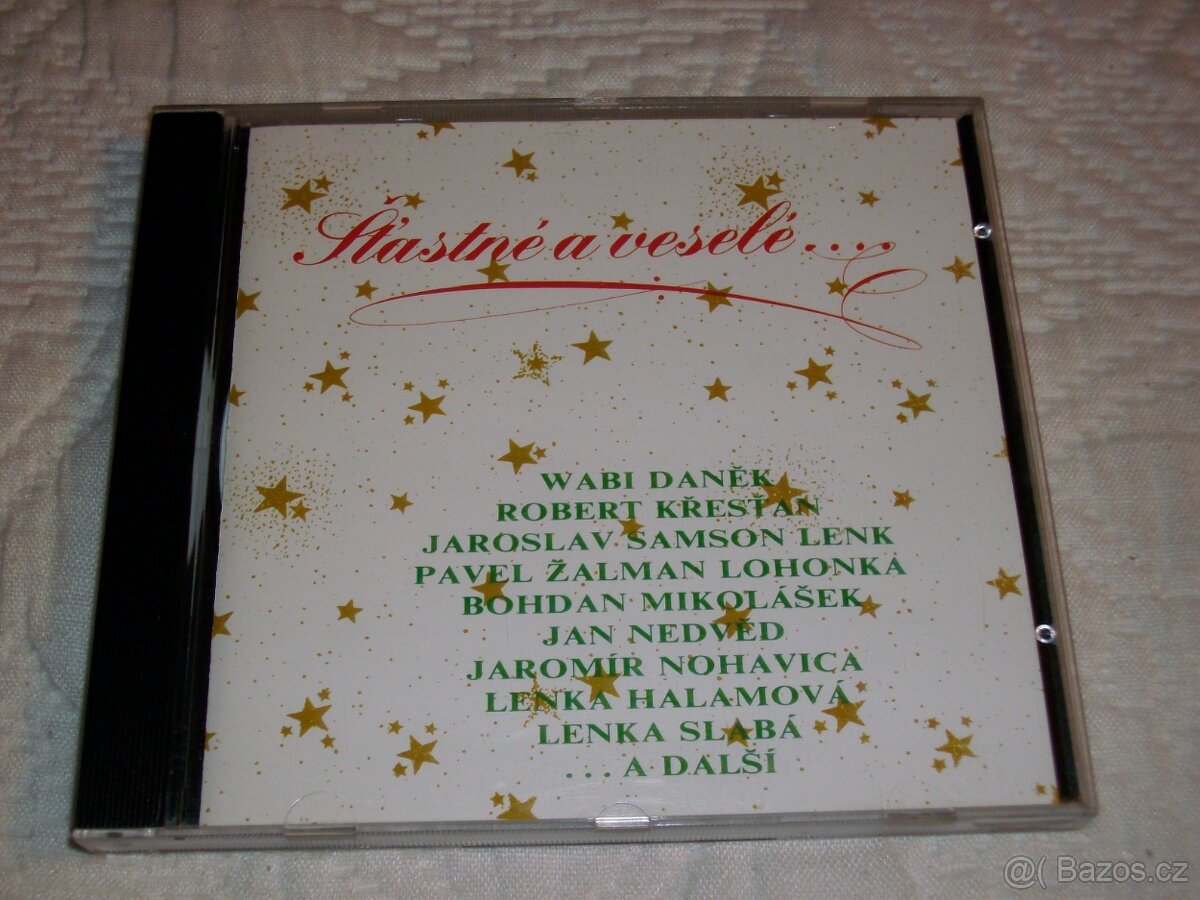 Šťastné a veselé....
WABI DANĚK
ROBERT KŘESŤAN
JAROSLAV SAMSON LENK
PAVEL ŽALMAN LOHONKA
BOHDAN MIKOLÁŠEK
JAN NEDVĚD
JAROMÍR NOHAVICA
LENKA HALAMOVÁ
LENKA SLABÁ
...A DALŠÍ
@( Bazos.cz